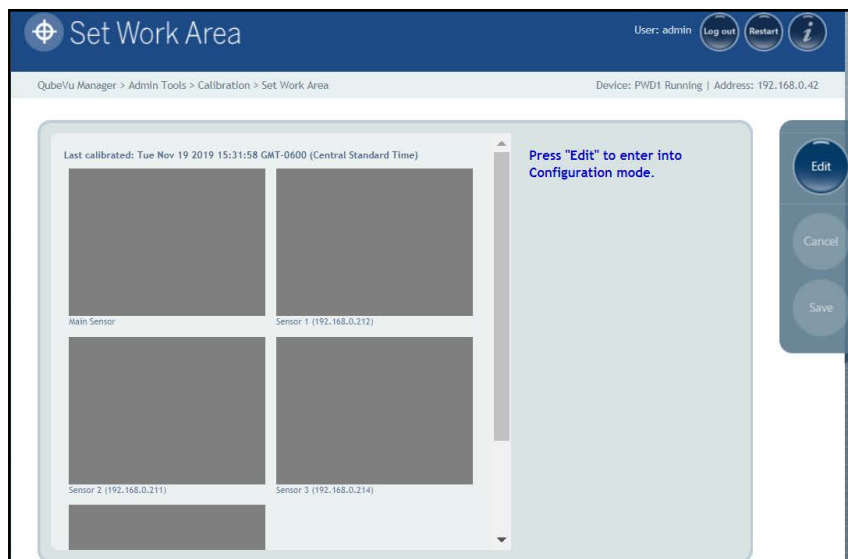 Set Work Area
User: admin
Log out
Restart
i
QubeVu Manager > Admin Tools > Calibration > Set Work Area
Device: PWD1 Running | Address: 192.168.0.42
Last calibrated: Tue Nov 19 2019 15:31:58 GMT-0600 (Central Standard Time)
Press "Edit" to enter into
Configuration mode.
Edit
Cancel
Save
Main Sensor
Sensor 1 (192.168.0.212)
Sensor 2 (192.168.0.211)
Sensor 3 (192.168.0.214)